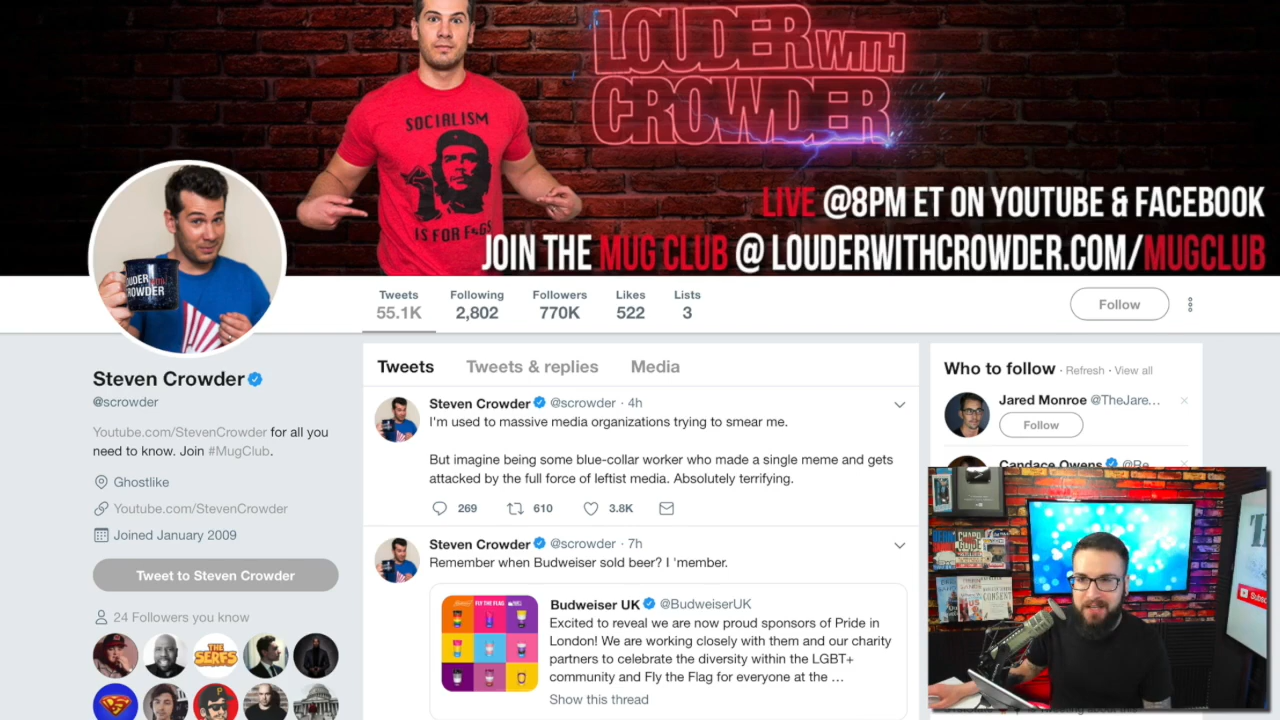 LOUDER WITH
CROWDER
SOCIALISM
IS FOR F*GS
LIVE @8PM ET ON YOUTUBE & FACEBOOK
JOIN THE MUG CLUB @ LOUDERWITHCROWDER.COM/MUGCLUB
LOUDER WITH
CROWDER
Tweets
55.1K
Following
2,802
Followers
770K
Likes
522
Lists
3
Follow
Steven Crowder
@scrowder
Youtube.com/StevenCrowder for all you
need to know. Join #MugClub.
Ghostlike
Youtube.com/StevenCrowder
Joined January 2009
Tweet to Steven Crowder
24 Followers you know
THE
SERFS
Tweets Tweets & replies Media
Steven Crowder @scrowder · 4h
I'm used to massive media organizations trying to smear me.
But imagine being some blue-collar worker who made a single meme and gets
attacked by the full force of leftist media. Absolutely terrifying.
269 610 3.8K
Steven Crowder @scrowder · 7h
Remember when Budweiser sold beer? I 'member.
FLY THE FLAG
Budweiser UK @BudweiserUK
Excited to reveal we are now proud sponsors of Pride in
London! We are working closely with them and our charity
partners to celebrate the diversity within the LGBT+
community and Fly the Flag for everyone at the ...
Show this thread
Who to follow · Refresh · View all
Jared Monroe @TheJare...
Follow
Candace Owens @Re
CONSENT